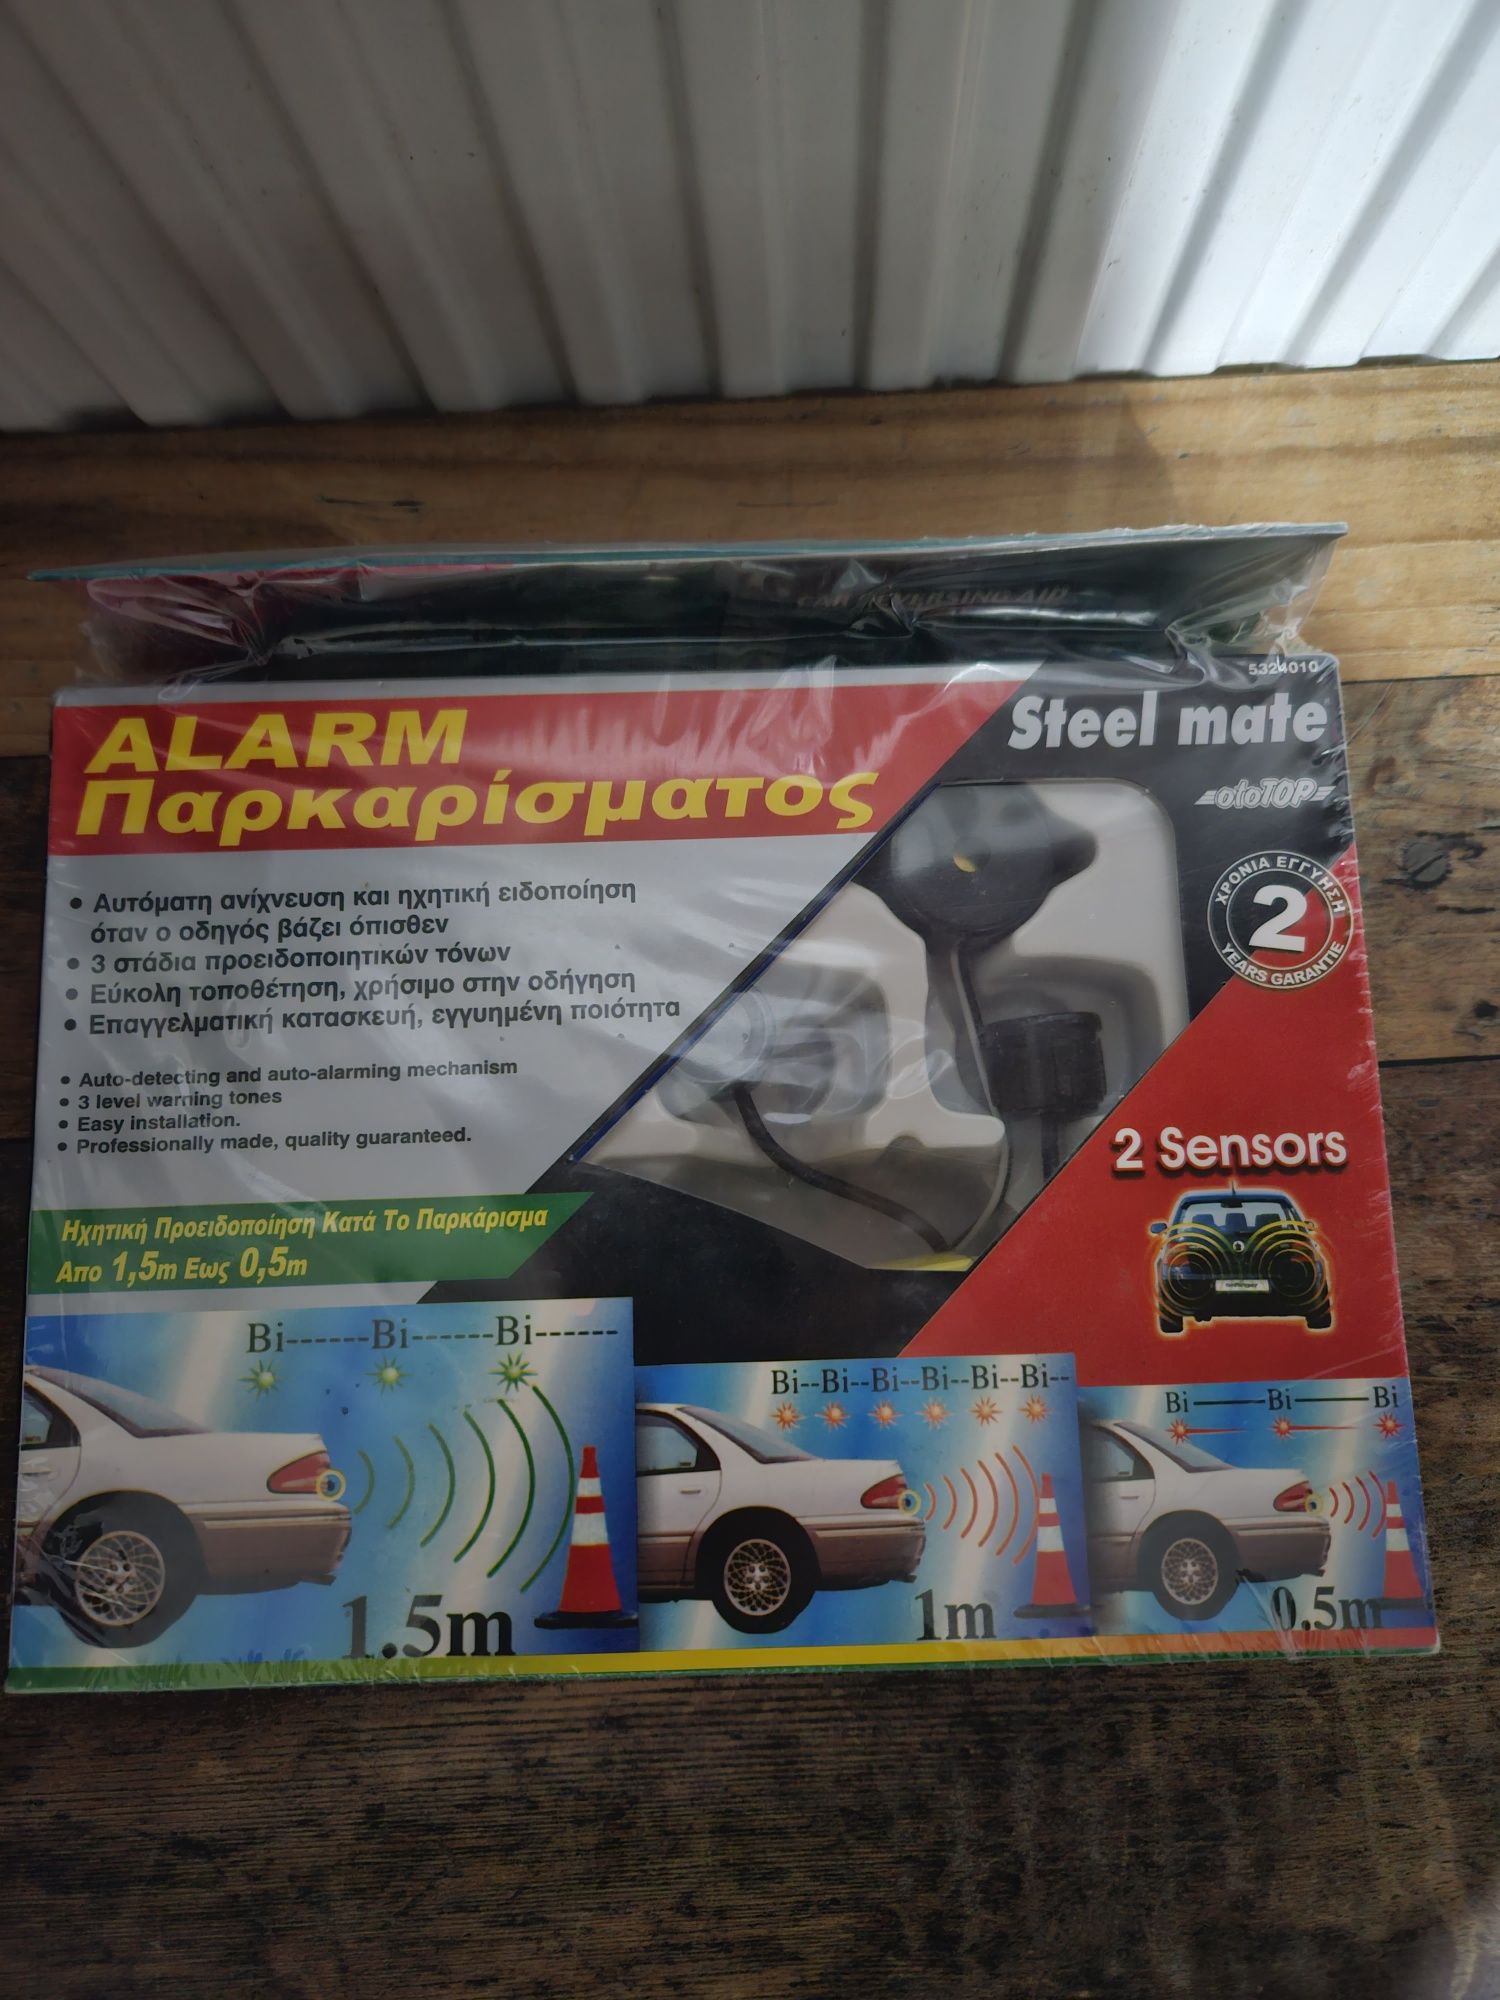 CAR REVERSING AID
5324010
ALARM
Παρκαρίσματος
Steel mate
otoTOP
ΧΡΟΝΙΑ ΕΓΓΥΗΣΗ
2
YEARS GARANTIE
• Αυτόματη ανίχνευση και ηχητική ειδοποίηση
όταν ο οδηγός βάζει όπισθεν
• 3 στάδια προειδοποιητικών τόνων
• Εύκολη τοποθέτηση, χρήσιμο στην οδήγηση
• Επαγγελματική κατασκευή, εγγυημένη ποιότητα
• Auto-detecting and auto-alarming mechanism
• 3 level warning tones
• Easy installation.
• Professionally made, quality guaranteed.
2 Sensors
Ηχητική Προειδοποίηση Κατά Το Παρκάρισμα
Απο 1,5m Εως 0,5m
Bi------Bi------Bi------
1.5m
Bi--Bi--Bi--Bi--Bi--Bi--
1m
Bi——Bi——Bi
0.5m